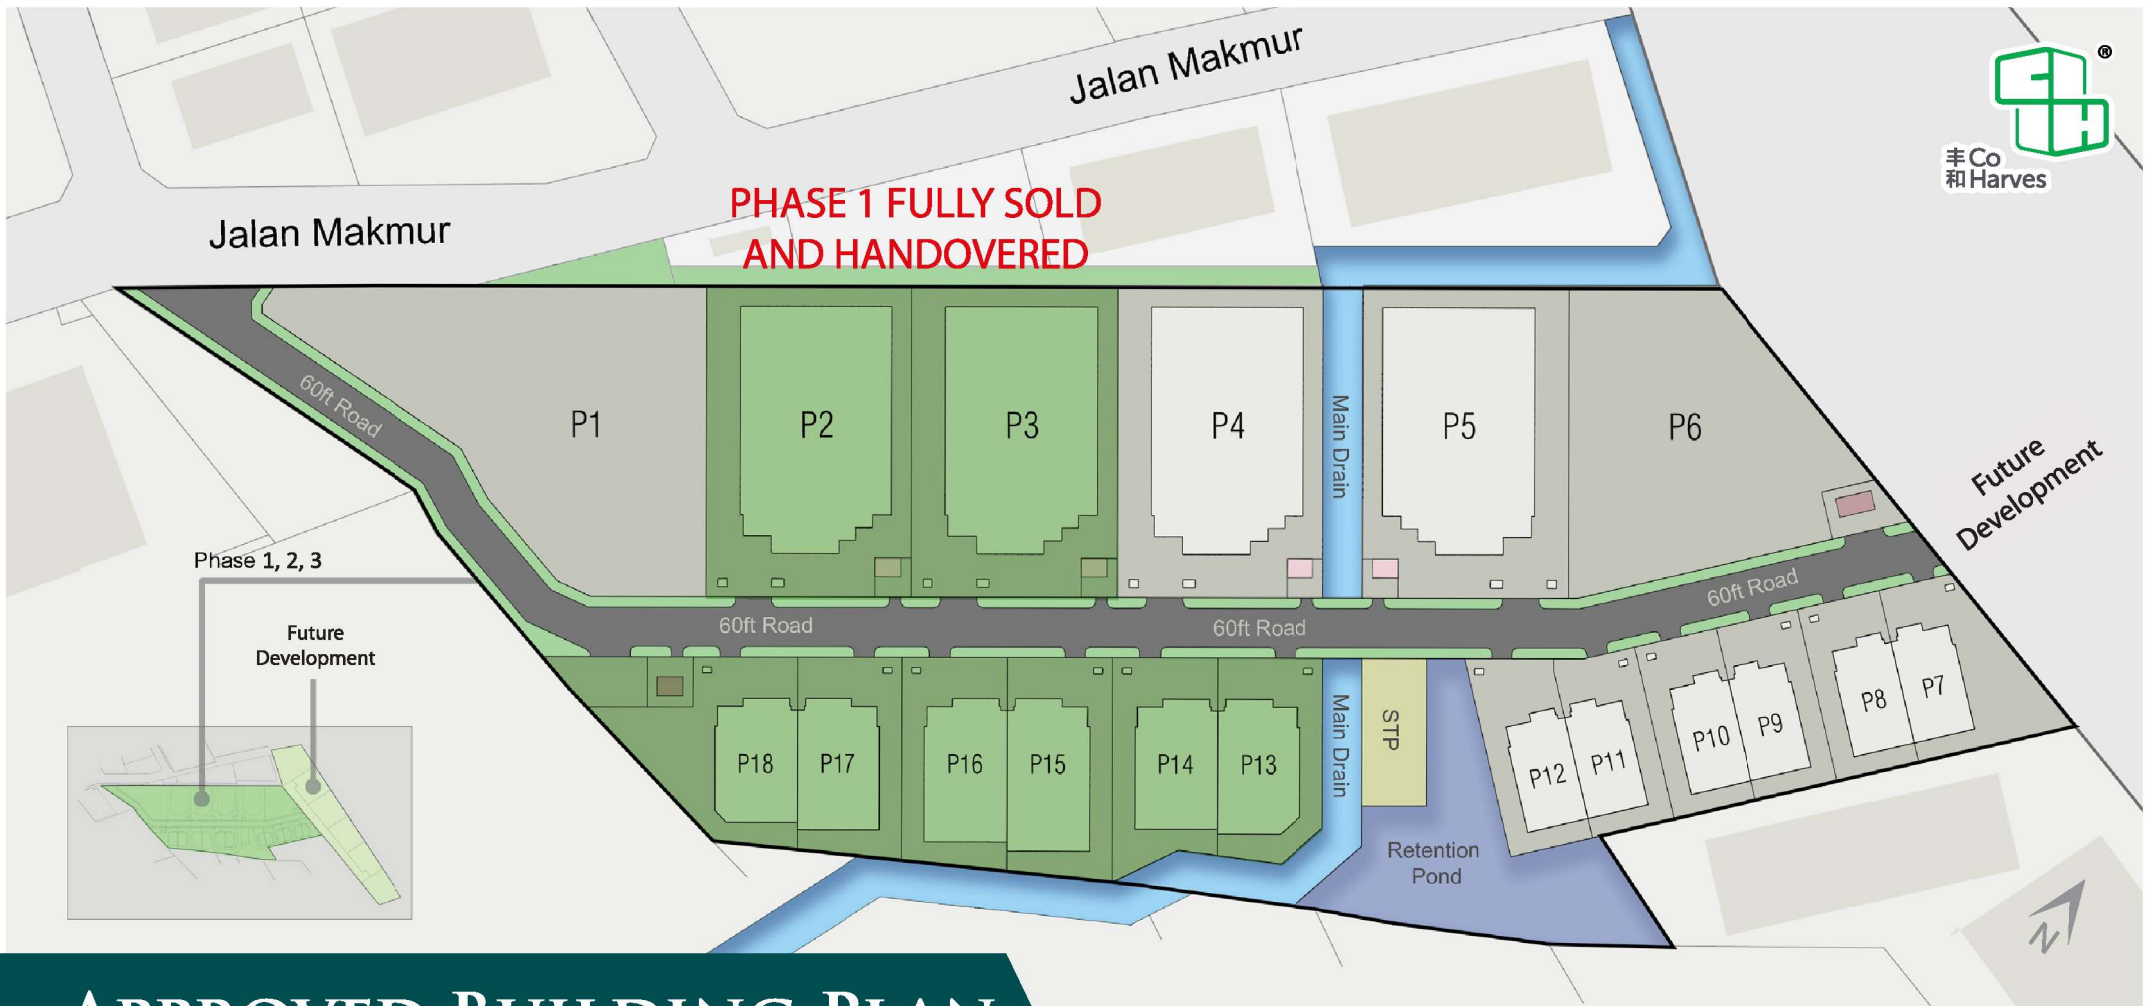 Jalan Makmur
®
丰Co
和Harves
PHASE 1 FULLY SOLD
AND HANDOVERED
Jalan Makmur
60ft Road
P1
P2
P3
P4
Main Drain
P5
P6
Future
Development
Phase 1, 2, 3
60ft Road
60ft Road
60ft Road
Future
Development
P18
P17
P16
P15
P14
P13
Main Drain
STP
P12
P11
P10
P9
P8
P7
Retention
Pond
N
APPROVED BUILDING PLAN